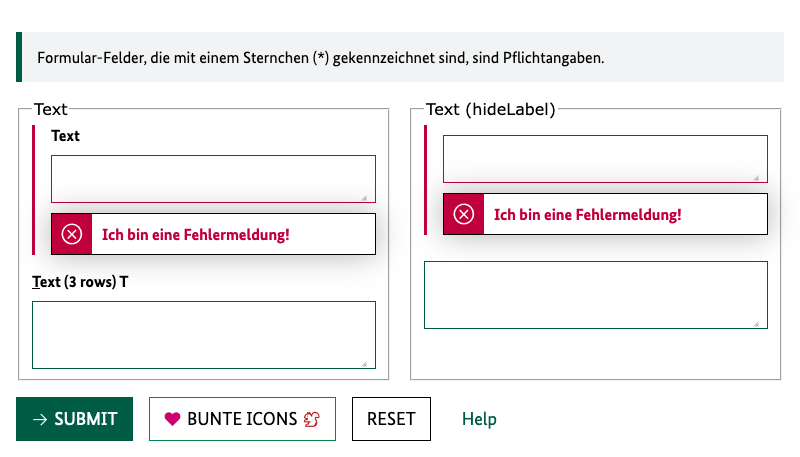 Formular-Felder, die mit einem Sternchen (*) gekennzeichnet sind, sind Pflichtangaben.
Text
Text
Ich bin eine Fehlermeldung!
Text (3 rows) T
Text (hideLabel)
Ich bin eine Fehlermeldung!
SUBMIT
BUNTE ICONS
RESET
Help